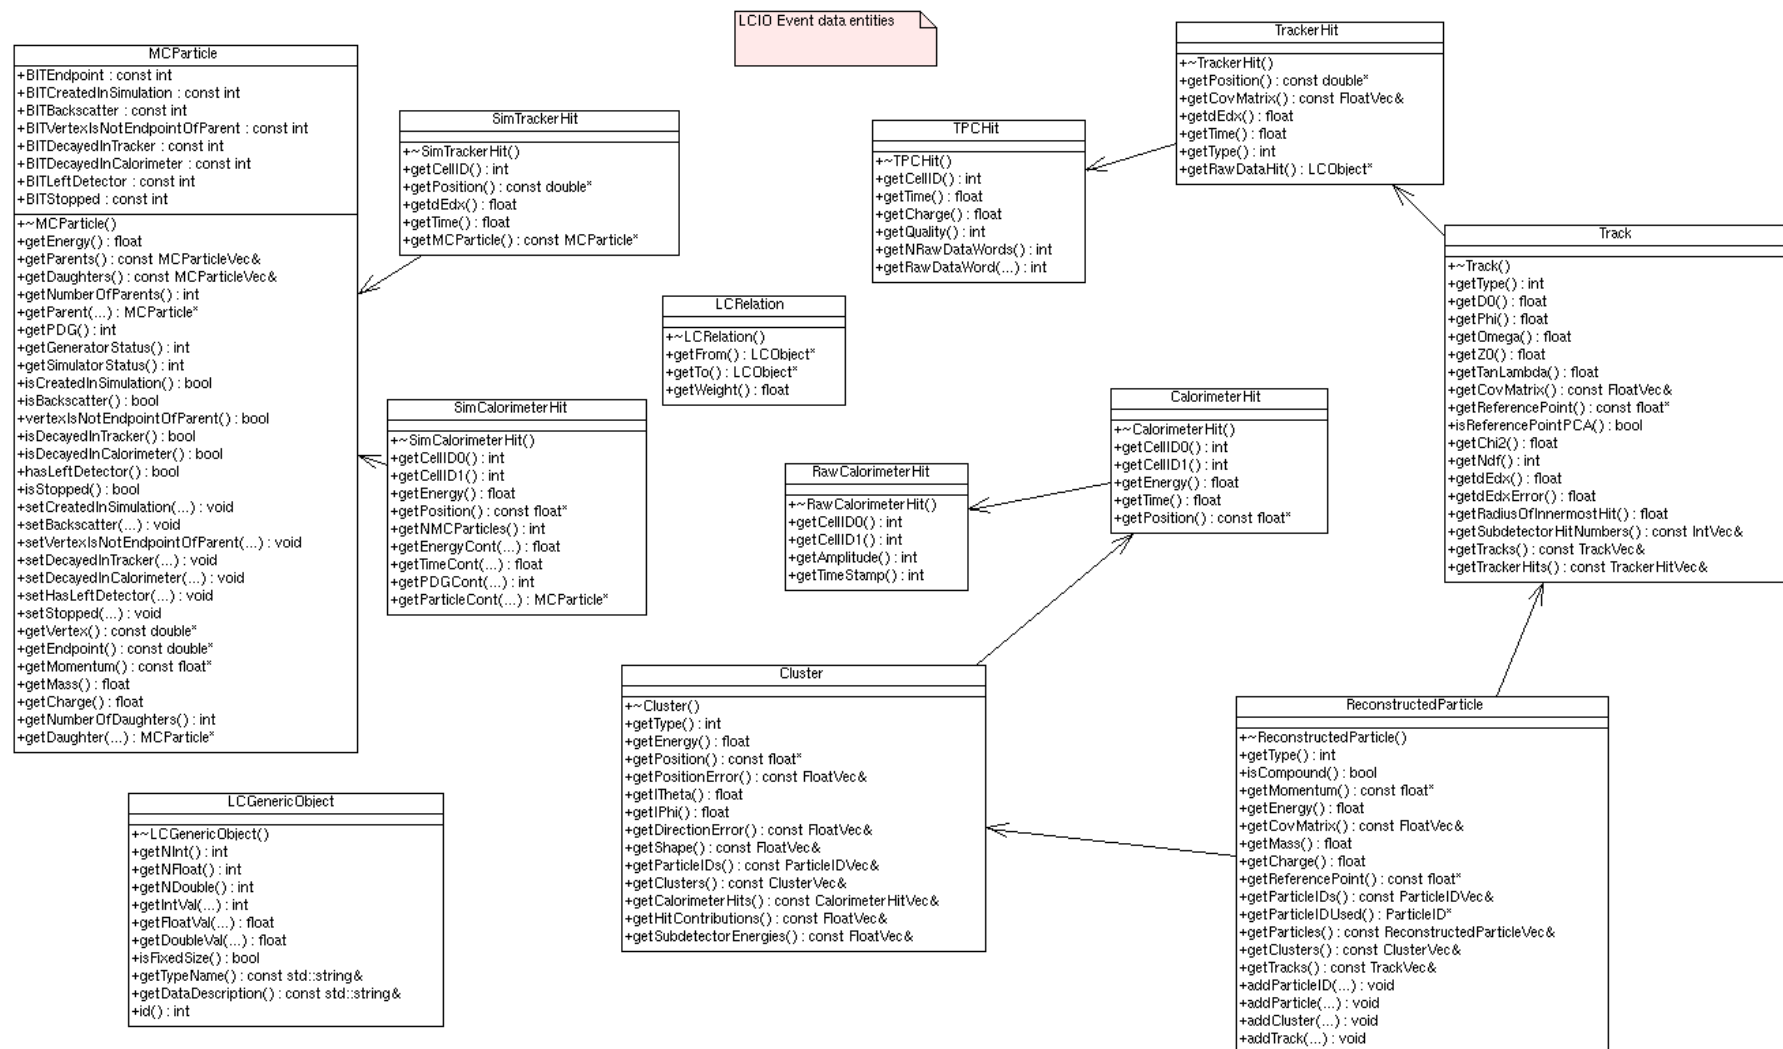 LCIO Event data entities
MCParticle
+BITEndpoint : const int
+BITCreatedInSimulation : const int
+BITBackscatter : const int
+BITVertexIsNotEndpointOfParent : const int
+BITDecayedInTracker : const int
+BITDecayedInCalorimeter : const int
+BITLeftDetector : const int
+BITStopped : const int
+~MCParticle()
+getEnergy() : float
+getParents() : const MCParticleVec&
+getDaughters() : const MCParticleVec&
+getNumberOfParents() : int
+getParent(...) : MCParticle*
+getPDG() : int
+getGeneratorStatus() : int
+getSimulatorStatus() : int
+isCreatedInSimulation() : bool
+isBackscatter() : bool
+vertexIsNotEndpointOfParent() : bool
+isDecayedInTracker() : bool
+isDecayedInCalorimeter() : bool
+hasLeftDetector() : bool
+isStopped() : bool
+setCreatedInSimulation(...) : void
+setBackscatter(...) : void
+setVertexIsNotEndpointOfParent(...) : void
+setDecayedInTracker(...) : void
+setDecayedInCalorimeter(...) : void
+setHasLeftDetector(...) : void
+setStopped(...) : void
+getVertex() : const double*
+getEndpoint() : const double*
+getMomentum() : const float*
+getMass() : float
+getCharge() : float
+getNumberOfDaughters() : int
+getDaughter(...) : MCParticle*
SimTrackerHit
+~SimTrackerHit()
+getCellID() : int
+getPosition() : const double*
+getdEdx() : float
+getTime() : float
+getMCParticle() : const MCParticle*
TPCHit
+~TPCHit()
+getCellID() : int
+getTime() : float
+getCharge() : float
+getQuality() : int
+getNRawDataWords() : int
+getRawDataWord(...) : int
TrackerHit
+~TrackerHit()
+getPosition() : const double*
+getCovMatrix() : const FloatVec&
+getdEdx() : float
+getTime() : float
+getType() : int
+getRawDataHit() : LCObject*
Track
+~Track()
+getType() : int
+getD0() : float
+getPhi() : float
+getOmega() : float
+getZ0() : float
+getTanLambda() : float
+getCovMatrix() : const FloatVec&
+getReferencePoint() : const float*
+isReferencePointPCA() : bool
+getChi2() : float
+getNdf() : int
+getdEdx() : float
+getdEdxError() : float
+getRadiusOfInnermostHit() : float
+getSubdetectorHitNumbers() : const IntVec&
+getTracks() : const TrackVec&
+getTrackerHits() : const TrackerHitVec&
LCRelation
+~LCRelation()
+getFrom() : LCObject*
+getTo() : LCObject*
+getWeight() : float
SimCalorimeterHit
+~SimCalorimeterHit()
+getCellID0() : int
+getCellID1() : int
+getEnergy() : float
+getPosition() : const float*
+getNMCParticles() : int
+getEnergyCont(...) : float
+getTimeCont(...) : float
+getPDGCont(...) : int
+getParticleCont(...) : MCParticle*
RawCalorimeterHit
+~RawCalorimeterHit()
+getCellID0() : int
+getCellID1() : int
+getAmplitude() : int
+getTimeStamp() : int
CalorimeterHit
+~CalorimeterHit()
+getCellID0() : int
+getCellID1() : int
+getEnergy() : float
+getTime() : float
+getPosition() : const float*
Cluster
+~Cluster()
+getType() : int
+getEnergy() : float
+getPosition() : const float*
+getPositionError() : const FloatVec&
+getITheta() : float
+getIPhi() : float
+getDirectionError() : const FloatVec&
+getShape() : const FloatVec&
+getParticleIDs() : const ParticleIDVec&
+getClusters() : const ClusterVec&
+getCalorimeterHits() : const CalorimeterHitVec&
+getHitContributions() : const FloatVec&
+getSubdetectorEnergies() : const FloatVec&
ReconstructedParticle
+~ReconstructedParticle()
+getType() : int
+isCompound() : bool
+getMomentum() : const float*
+getEnergy() : float
+getCovMatrix() : const FloatVec&
+getMass() : float
+getCharge() : float
+getReferencePoint() : const float*
+getParticleIDs() : const ParticleIDVec&
+getParticleIDUsed() : ParticleID*
+getParticles() : const ReconstructedParticleVec&
+getClusters() : const ClusterVec&
+getTracks() : const TrackVec&
+addParticleID(...) : void
+addParticle(...) : void
+addCluster(...) : void
+addTrack(...) : void
LCGenericObject
+~LCGenericObject()
+getNInt() : int
+getNFloat() : int
+getNDouble() : int
+getIntVal(...) : int
+getFloatVal(...) : float
+getDoubleVal(...) : float
+isFixedSize() : bool
+getTypeName() : const std::string&
+getDataDescription() : const std::string&
+id() : int